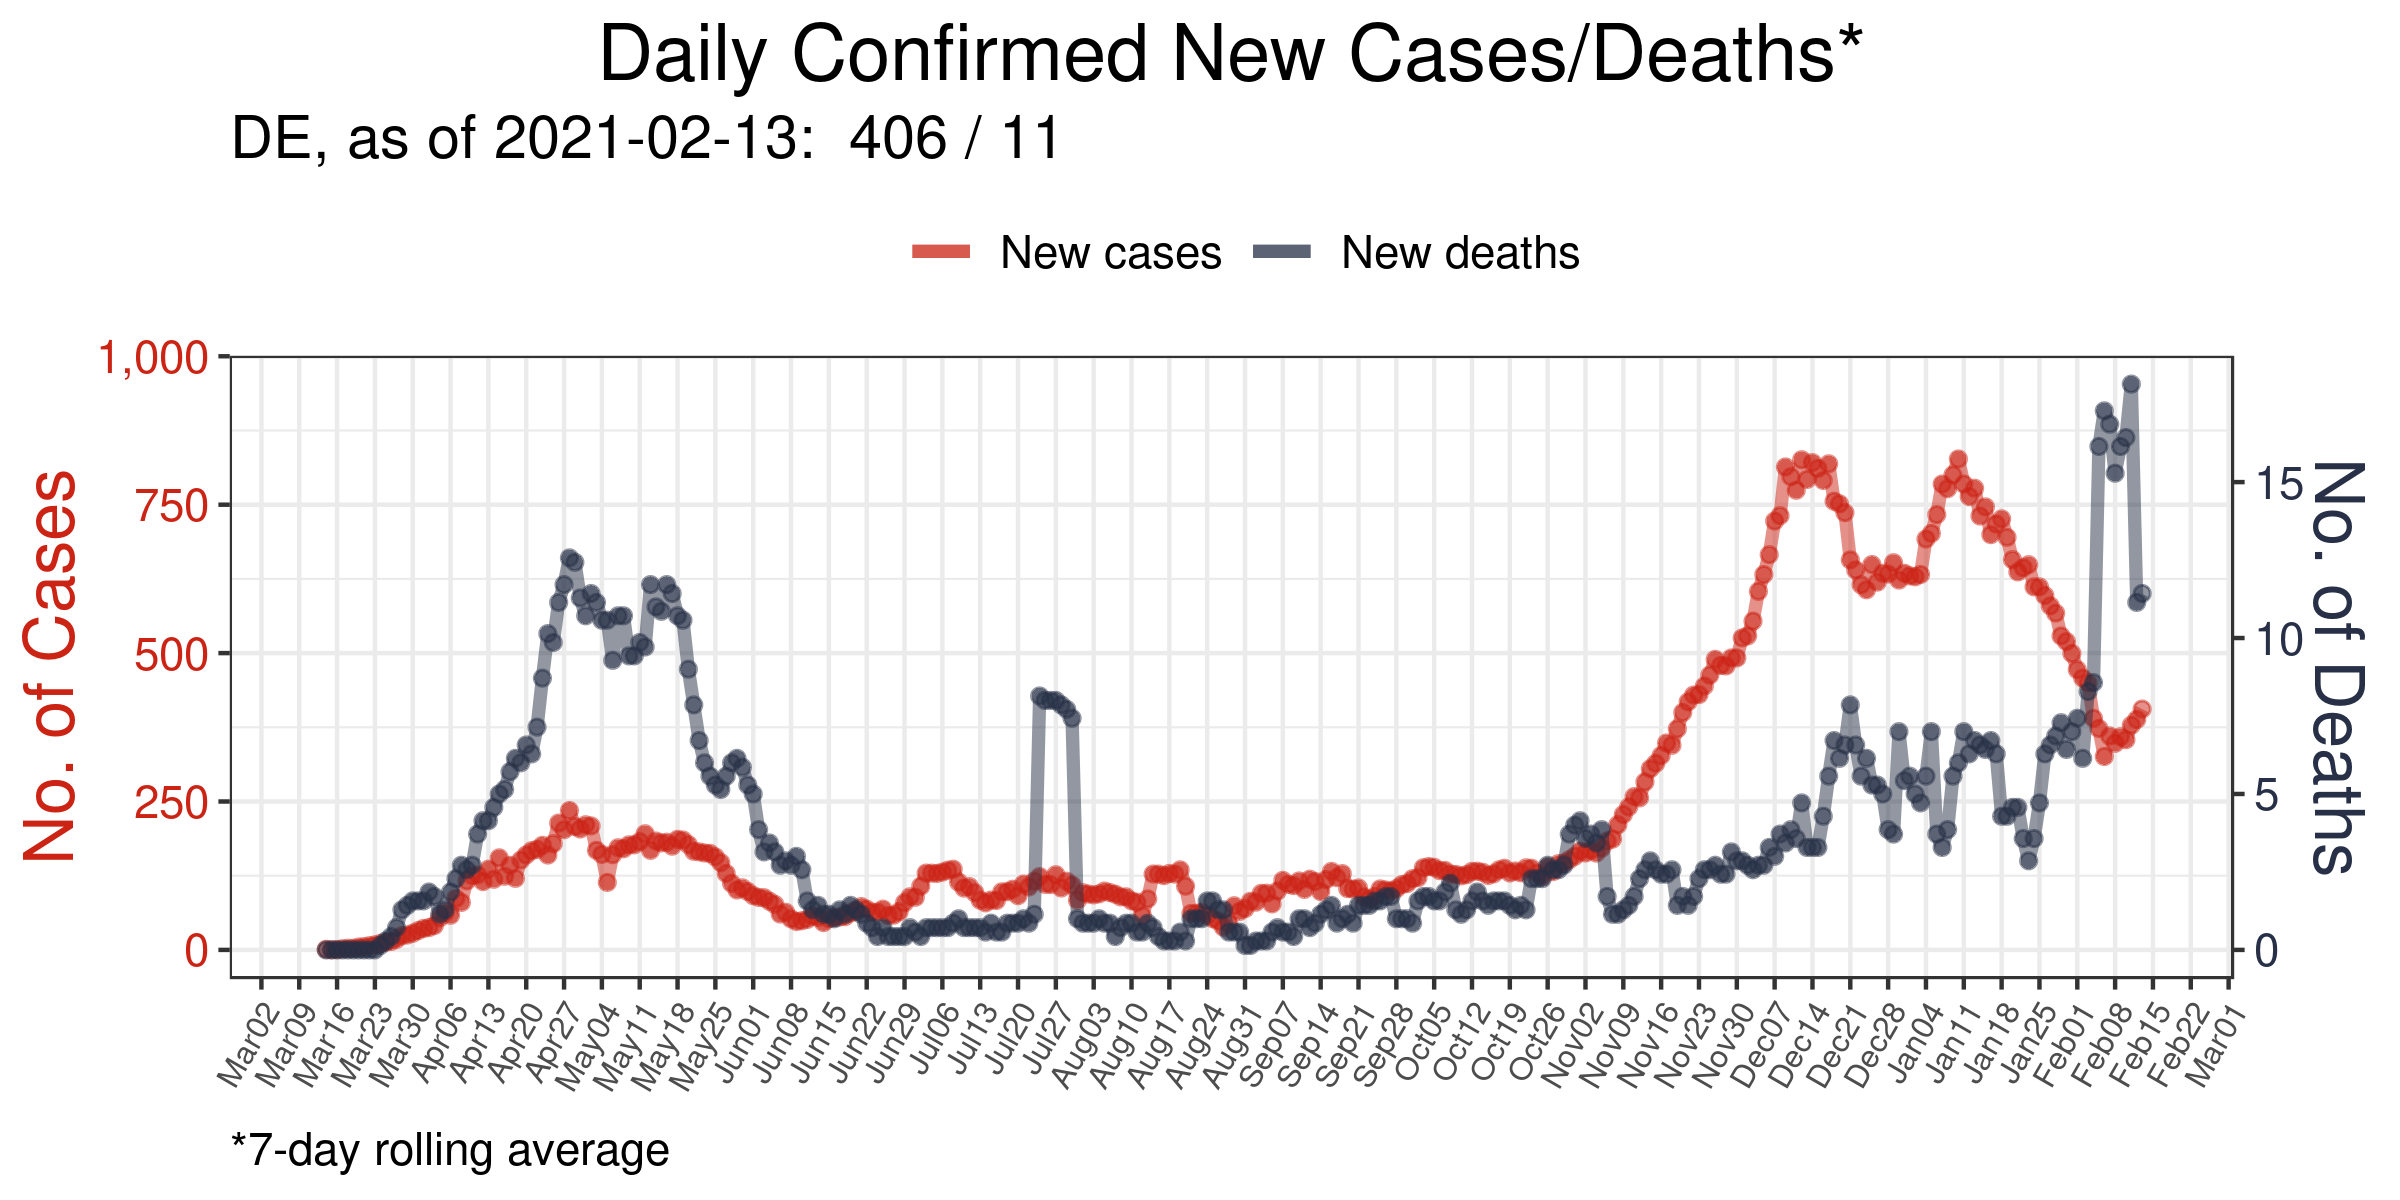 Daily Confirmed New Cases/Deaths*
DE, as of 2021-02-13:  406 / 11
New cases
New deaths
No. of Cases
1,000
750
500
250
0
15
10
5
0
No. of Deaths
Mar02
Mar09
Mar16
Mar23
Mar30
Apr06
Apr13
Apr20
Apr27
May04
May11
May18
May25
Jun01
Jun08
Jun15
Jun22
Jun29
Jul06
Jul13
Jul20
Jul27
Aug03
Aug10
Aug17
Aug24
Aug31
Sep07
Sep14
Sep21
Sep28
Oct05
Oct12
Oct19
Oct26
Nov02
Nov09
Nov16
Nov23
Nov30
Dec07
Dec14
Dec21
Dec28
Jan04
Jan11
Jan18
Jan25
Feb01
Feb08
Feb15
Feb22
Mar01
*7-day rolling average